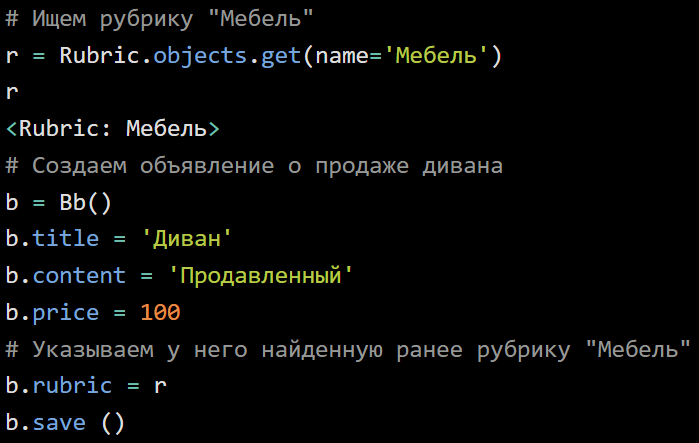 # Ищем рубрику "Мебель"
r = Rubric.objects.get(name='Мебель')
r
<Rubric: Мебель>
# Создаем объявление о продаже дивана
b = Bb()
b.title = 'Диван'
b.content = 'Продавленный'
b.price = 100
# Указываем у него найденную ранее рубрику "Мебель"
b.rubric = r
b.save ()